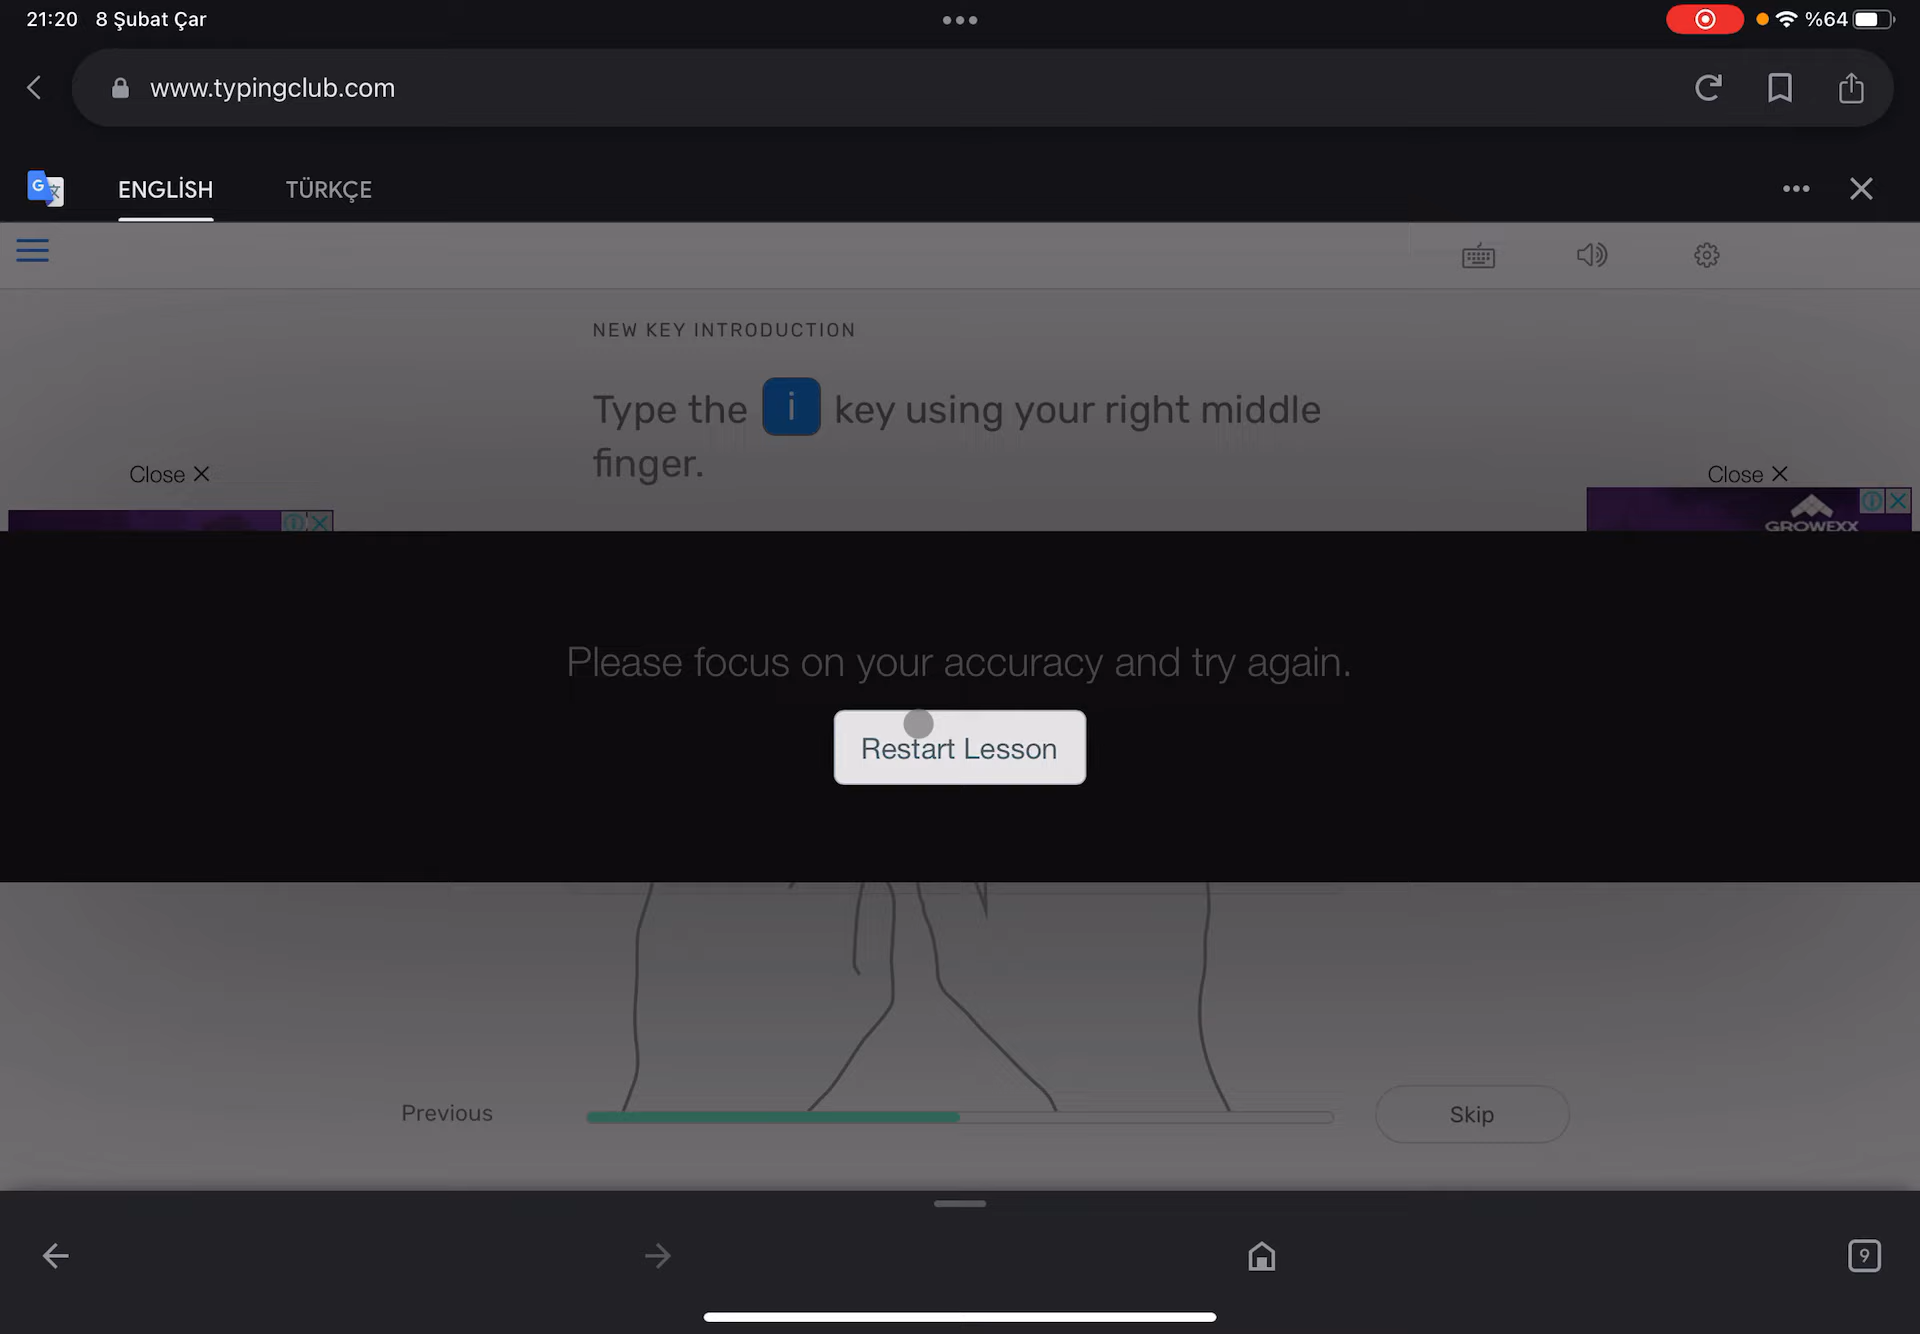 21:20 8 Şubat Çar
%64
www.typingclub.com
ENGLİSH TÜRKÇE
NEW KEY INTRODUCTION
Type the i key using your right middle
finger.
Close
Close
GROWEXX
Please focus on your accuracy and try again.
Restart Lesson
Previous
Skip
9